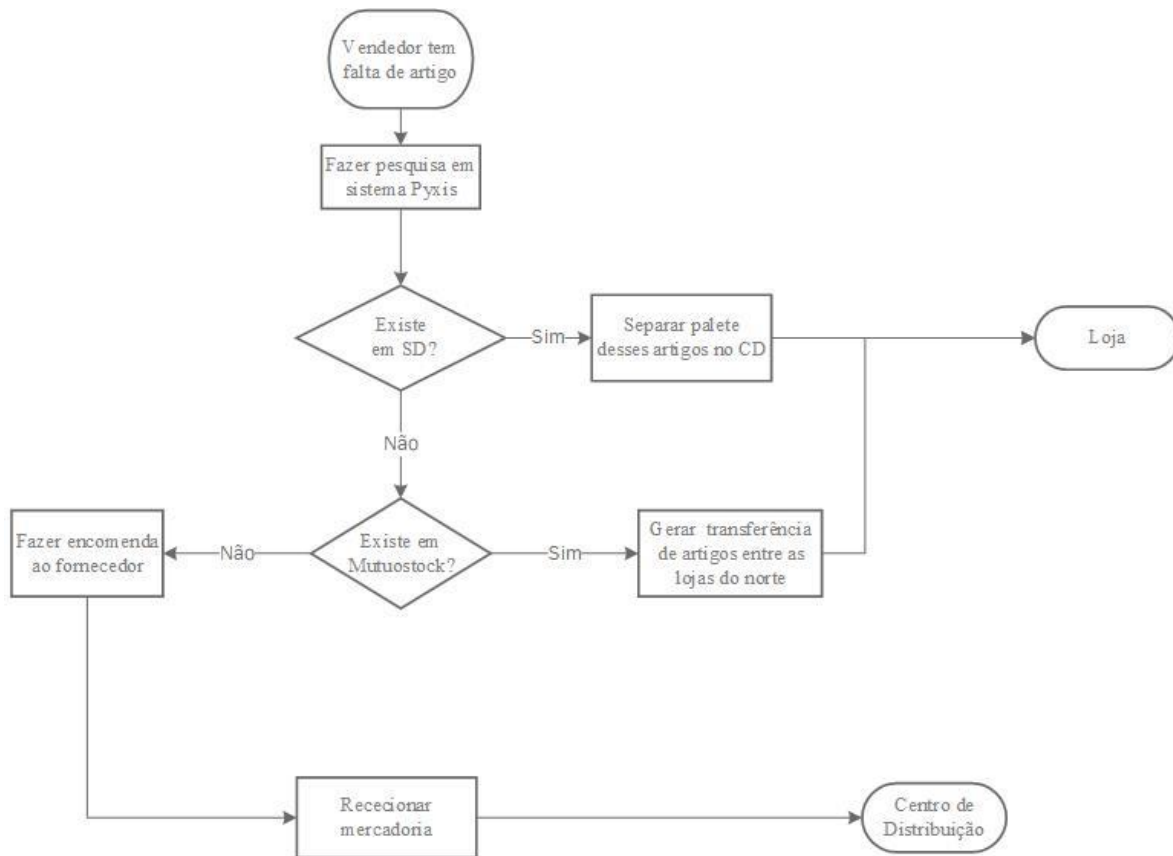 Vendedor tem
falta de artigo
Fazer pesquisa em
sistema Pyxis
Existe
em SD?
Sim
Separar palete
desses artigos no CD
Loja
Não
Fazer encomenda
ao fornecedor
Não
Existe em
Mutuostock?
Sim
Gerar transferência
de artigos entre as
lojas do norte
Rececionar
mercadoria
Centro de
Distribuição